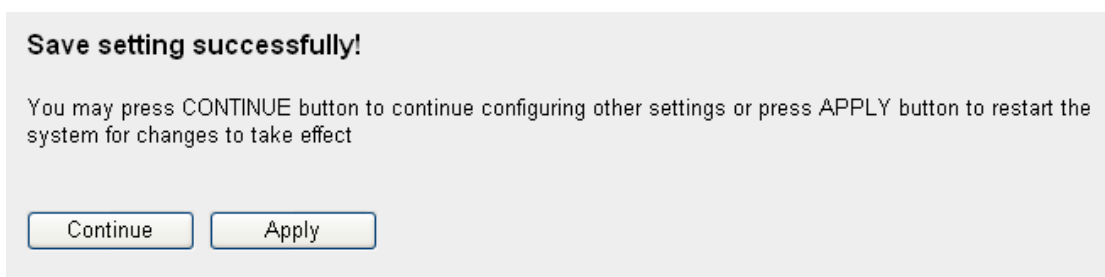 Save setting successfully!
You may press CONTINUE button to continue configuring other settings or press APPLY button to restart the
system for changes to take effect
Continue Apply